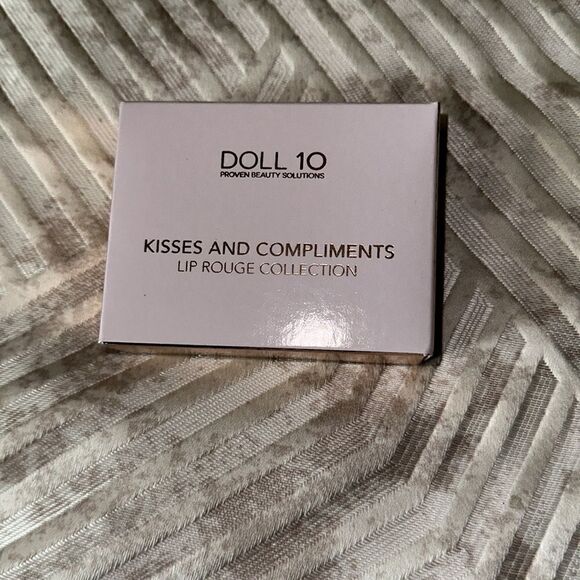 DOLL 10
PROVEN BEAUTY SOLUTIONS
KISSES AND COMPLIMENTS
LIP ROUGE COLLECTION